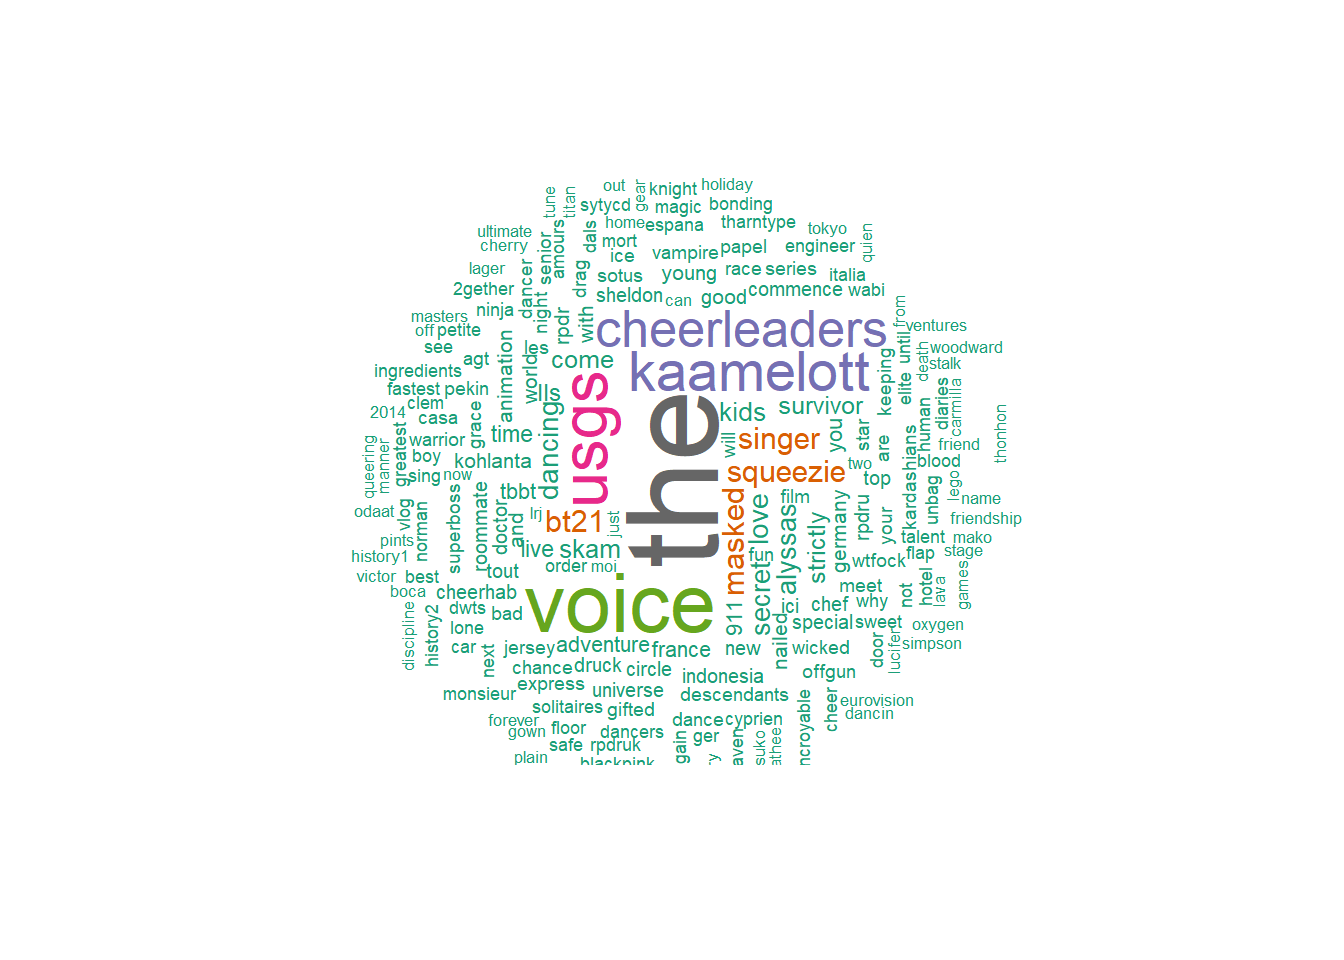 out
knight
holiday
tune
titan
sytycd
gear
magic
bonding
home
espana
tharntype
tokyo
quien
ultimate
cherry
senior
amours
dals
mort
ice
vampire
papel
engineer
lager
dancer
drag
sotus
young
race
series
italia
2gether
sheldon
can
good
commence
wabi
masters
ninja
night
rpdr
with
cheerleaders
from
ventures
off
petite
see
les
come
kaamelott
until
woodward
ingredients
agt
animation
world
keeping
elite
death
stalk
fastest
pekin
lls
usgs
the
kids
survivor
diaries
carmilla
2014
clem
casa
grace
time
dancing
will
singer
you
star
are
human
friend
thonhon
queering
manner
greatest
warrior
boy
kohlanta
squeezie
two
kardashians
blood
sing
now
tbbt
top
unbag
lego
name
odaat
vlog
norman
superboss
roommate
doctor
and
lrj
bt21
just
masked
love
film
alyssas
strictly
germany
rpdru
your
talent
friendship
mako
pints
history1
live
skam
fun
wtfock
flap
stage
victor
best
tout
order
moi
secret
meet
not
hotel
lava
games
boca
cheerhab
voice
911
ici
chef
why
discipline
history2
dwts
bad
special
sweet
oxygen
lone
nailed
door
lucifer
simpson
car
next
jersey
adventure
france
new
wicked
chance
druck
circle
indonesia
offgun
monsieur
express
universe
descendants
eurovision
solitaires
gifted
dance
cyprien
incroyable
cheer
dancin
forever
gown
floor
dancers
gain
ger
aven
suko
athee
safe
rpdruk
ry
plain
blackpink